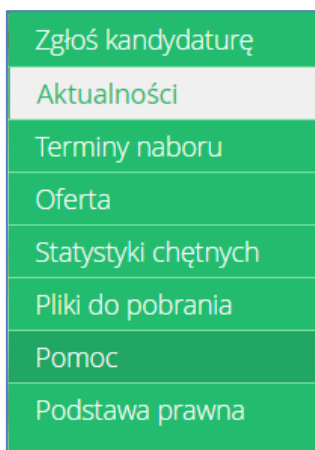 Zgłoś kandydaturę
Aktualności
Terminy naboru
Oferta
Statystyki chętnych
Pliki do pobrania
Pomoc
Podstawa prawna